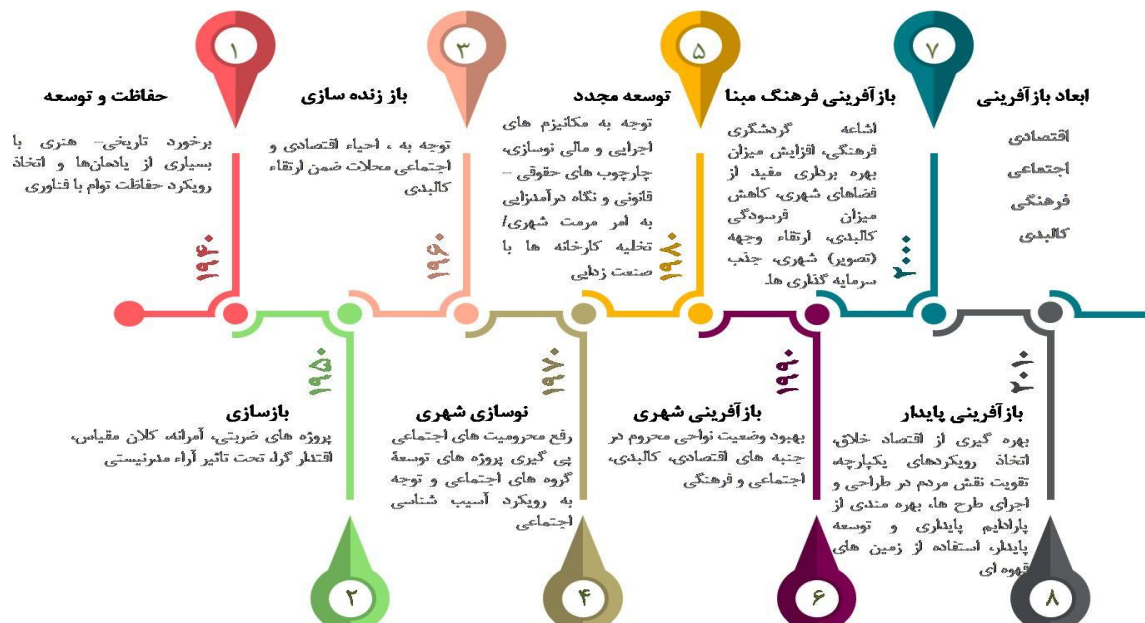 ۱
حفاظت و توسعه
برخورد تاریخی– هنری با
بسیاری از یادمان‌ها و اتخاذ
رویکرد حفاظت توام با فناوری
۱۹۴۰
۲
بازسازی
پروژه های ضربتی، آمرانه، کلان مقیاس،
اقتدار گرا، تحت تاثیر آراء مدرنیستی
۱۹۵۰
۳
باز زنده سازی
توجه به ، احیاء اقتصادی و
اجتماعی محلات ضمن ارتقاء
کالبدی
۱۹۶۰
۴
نوسازی شهری
رفع محرومیت های اجتماعی
پی گیری پروژه های توسعۀ
گروه های اجتماعی و توجه
به رویکرد آسیب شناسی
اجتماعی
۱۹۷۰
۵
توسعه مجدد
توجه به مکانیزم های
اجرایی و مالی نوسازی،
چارچوب های حقوقی –
قانونی و نگاه درآمدزایی
به امر مرمت شهری/
تخلیه کارخانه ها با
صنعت زدایی
۱۹۸۰
۶
بازآفرینی شهری
بهبود وضعیت نواحی محروم در
جنبه های اقتصادی، کالبدی،
اجتماعی و فرهنگی
۱۹۹۰
۷
بازآفرینی فرهنگ مبنا
اشاعه گردشگری
فرهنگی، افزایش میزان
بهره برداری مفید از
فضاهای شهری، کاهش
میزان فرسودگی
کالبدی، ارتقاء وجهه
(تصویر) شهری، جذب
سرمایه گذاری ها.
۲۰۰۰
۸
بازآفرینی پایدار
بهره گیری از اقتصاد خلاق،
اتخاذ رویکردهای یکپارچه،
تقویت نقش مردم در طراحی و
اجرای طرح ها، بهره مندی از
پارادایم پایداری و توسعه
پایدار، استفاده از زمین های
قهوه ای
۲۰۱۰
ابعاد بازآفرینی
اقتصادی
اجتماعی
فرهنگی
کالبدی